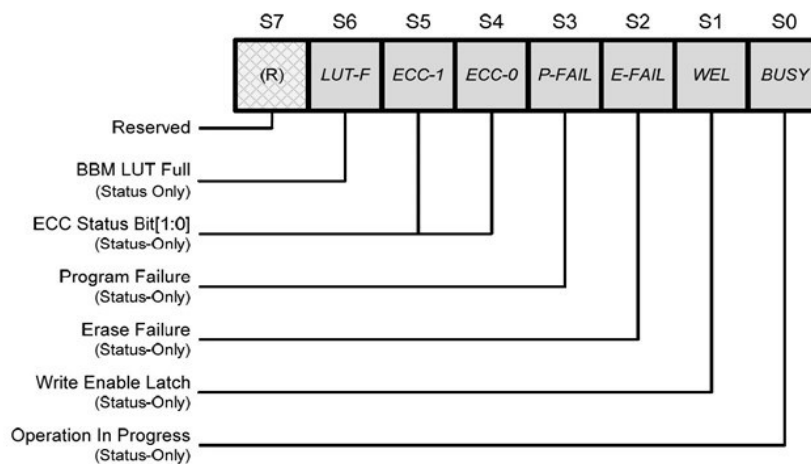 S7 S6 S5 S4 S3 S2 S1 S0
(R) LUT-F ECC-1 ECC-0 P-FAIL E-FAIL WEL BUSY
Reserved
BBM LUT Full
(Status Only)
ECC Status Bit[1:0]
(Status-Only)
Program Failure
(Status-Only)
Erase Failure
(Status-Only)
Write Enable Latch
(Status-Only)
Operation In Progress
(Status-Only)